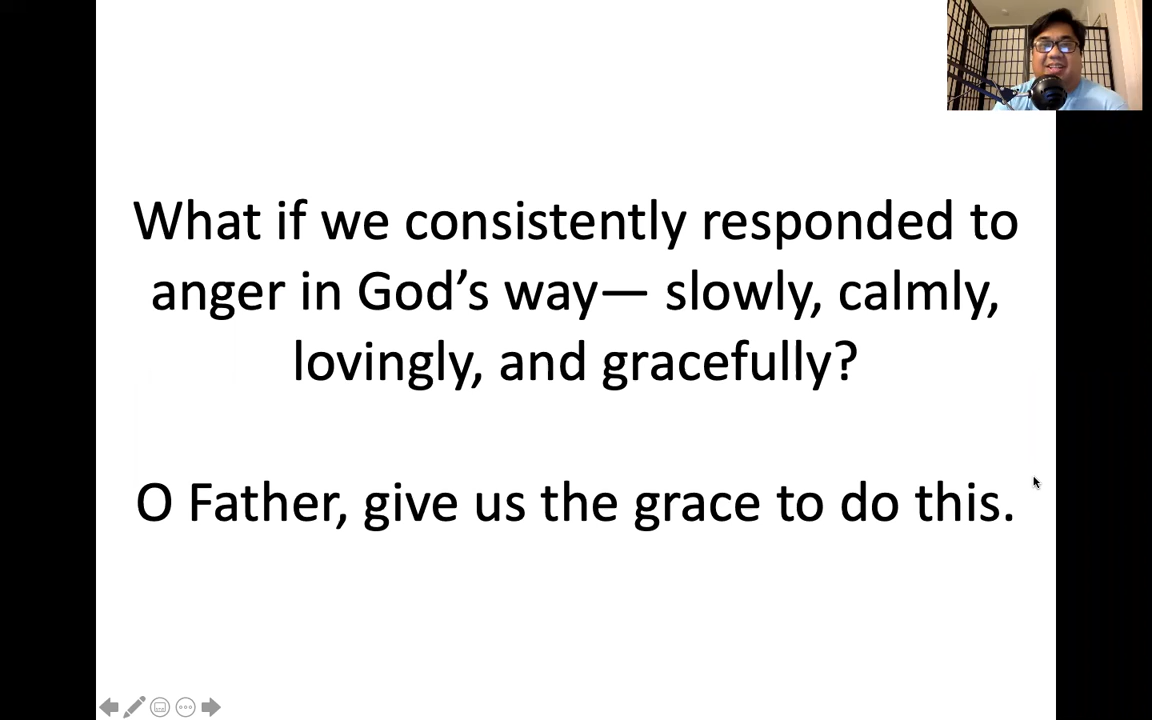 What if we consistently responded to
anger in God’s way— slowly, calmly,
lovingly, and gracefully?
O Father, give us the grace to do this.